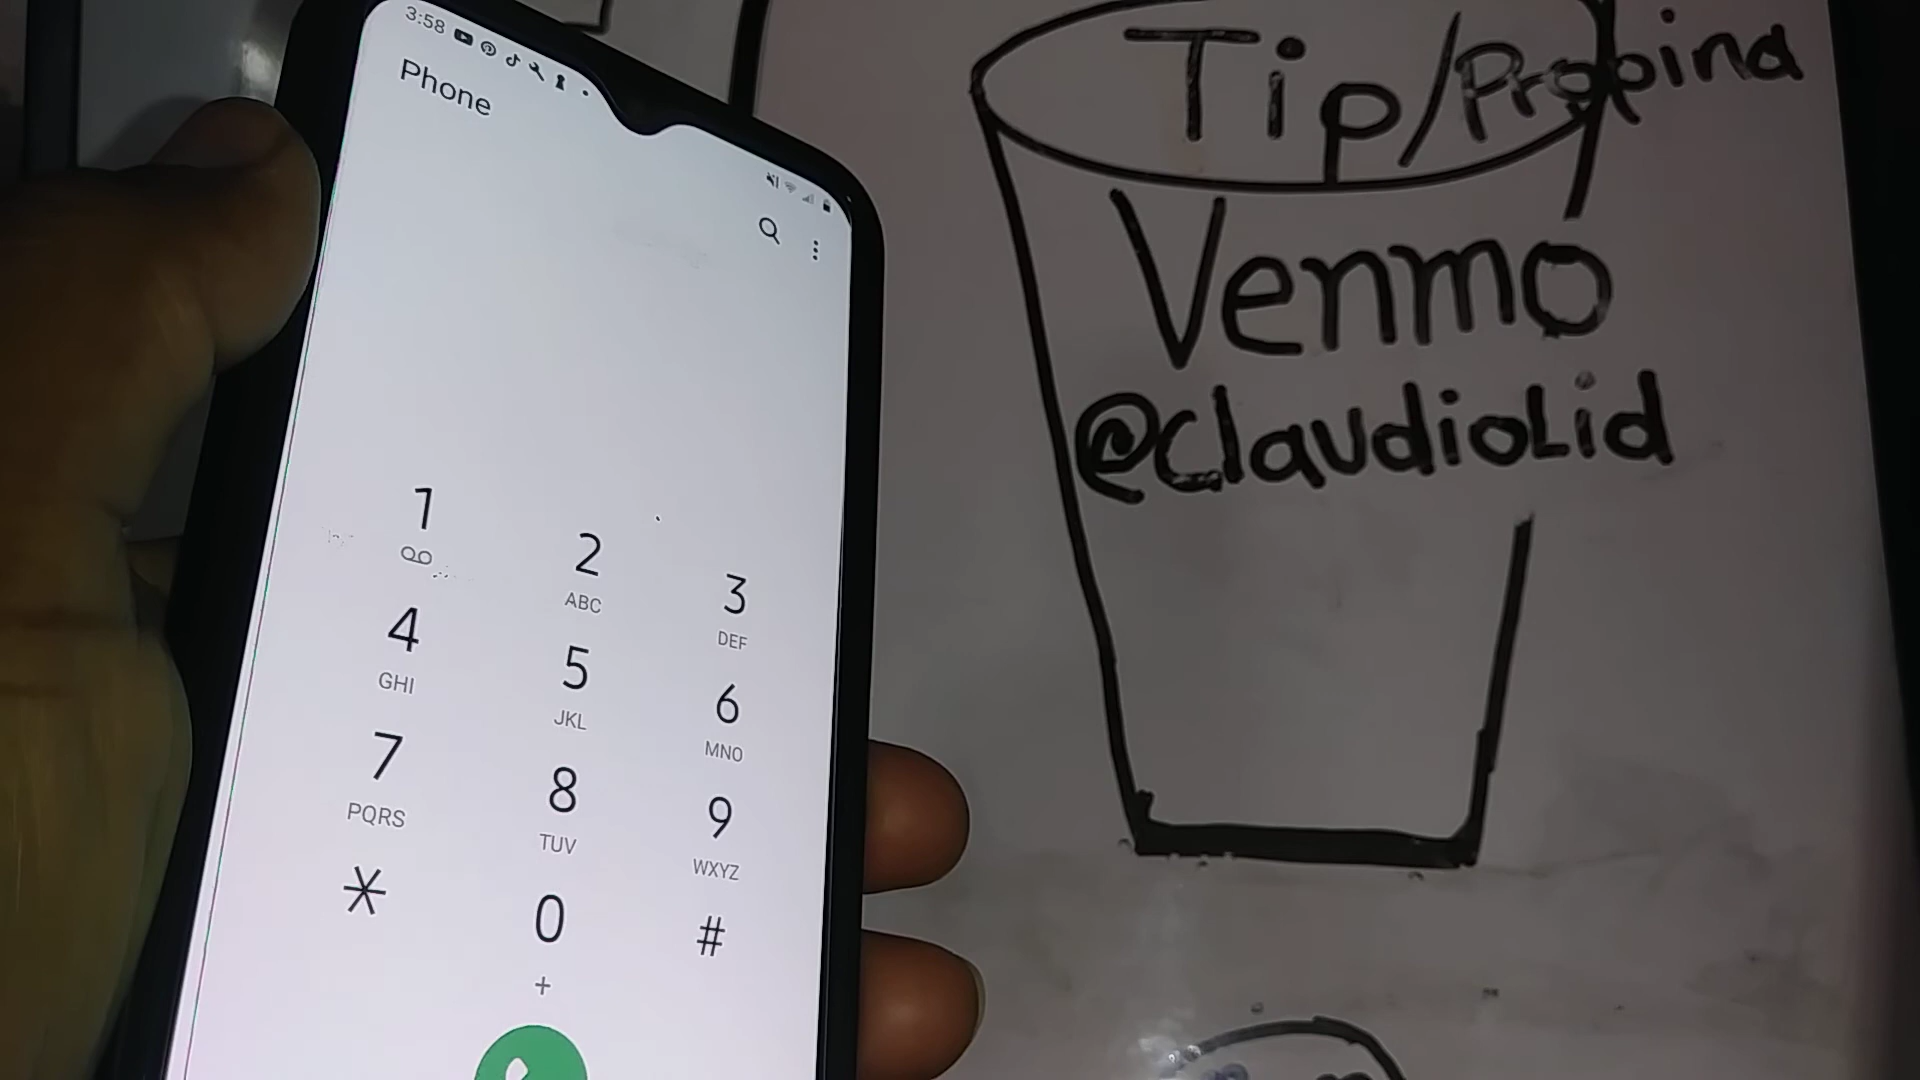 3:58
Phone
1
2
ABC
3
DEF
4
GHI
5
JKL
6
MNO
7
PQRS
8
TUV
9
WXYZ
*
0
+
#
Tip/Propina
Venmo
@ClaudioLid